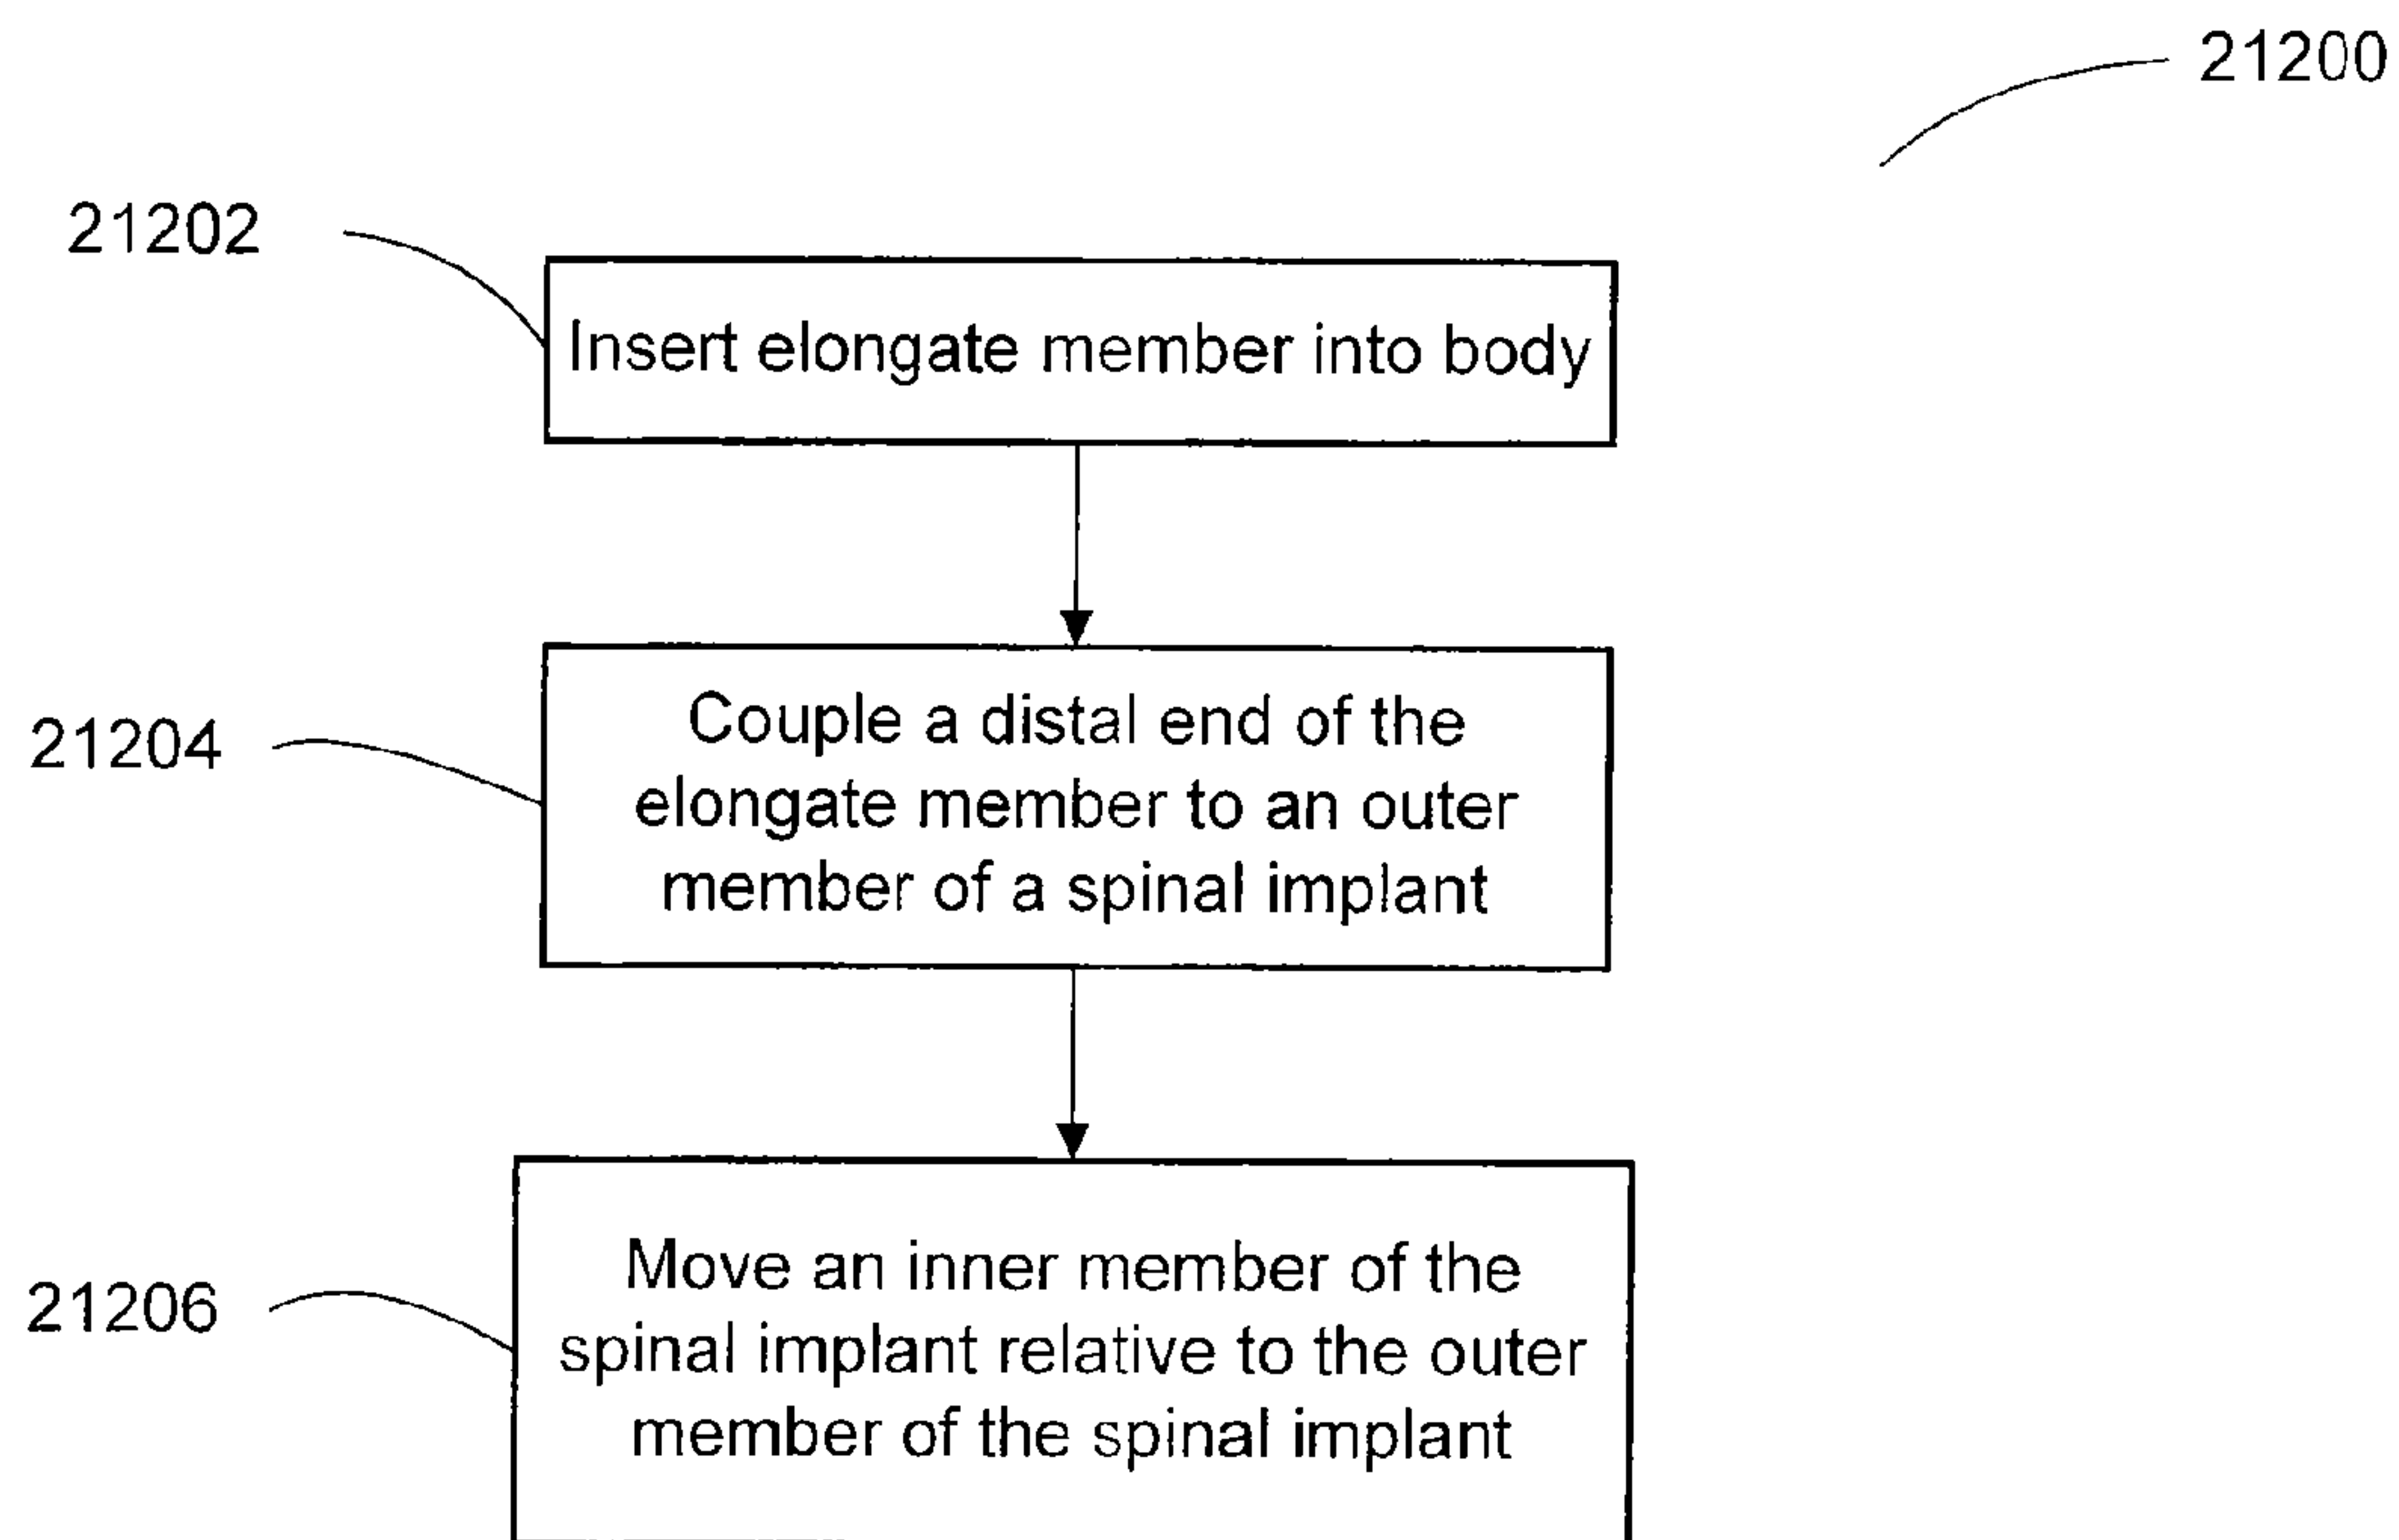 21200
21202
Insert elongate member into body
21204
Couple a distal end of the
elongate member to an outer
member of a spinal implant
21206
Move an inner member of the
spinal implant relative to the outer
member of the spinal implant